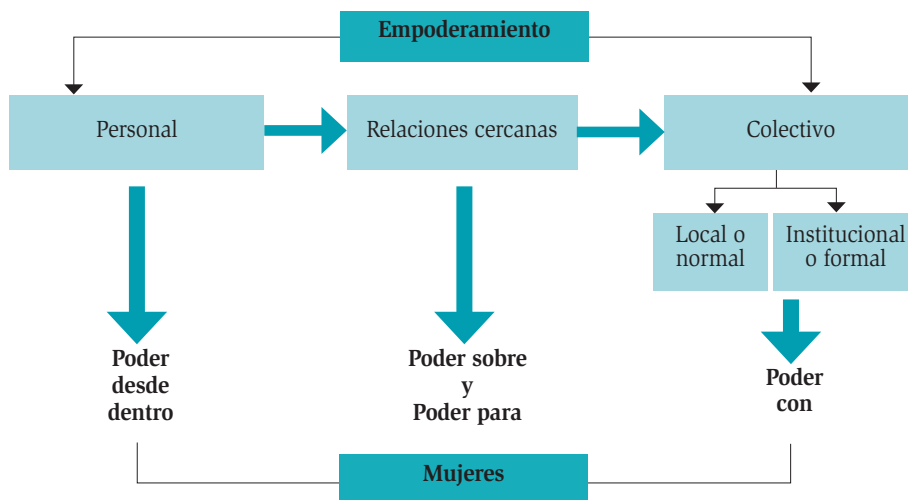 Empoderamiento
Personal
Relaciones cercanas
Colectivo
Local o
normal
Institucional
o formal
Poder
desde
dentro
Poder sobre
y
Poder para
Poder
con
Mujeres